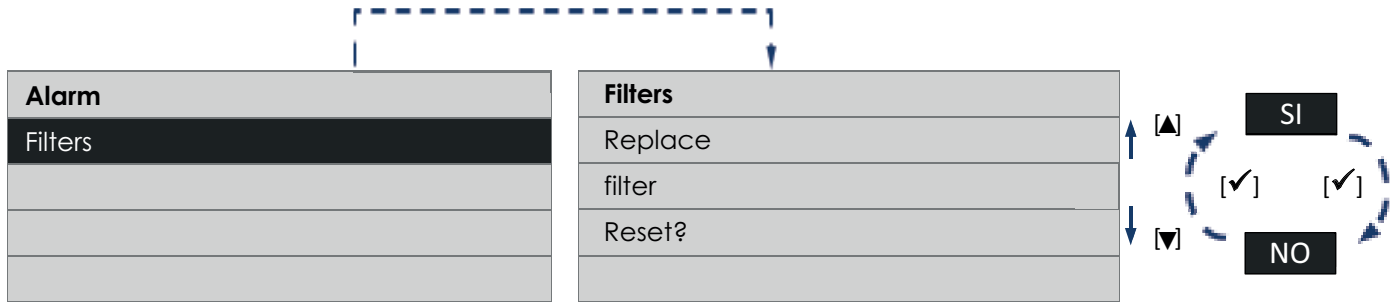 Alarm
Filters
Filters
Replace
filter
Reset?
[▲]
[▼]
SI
[✓] [✓]
NO